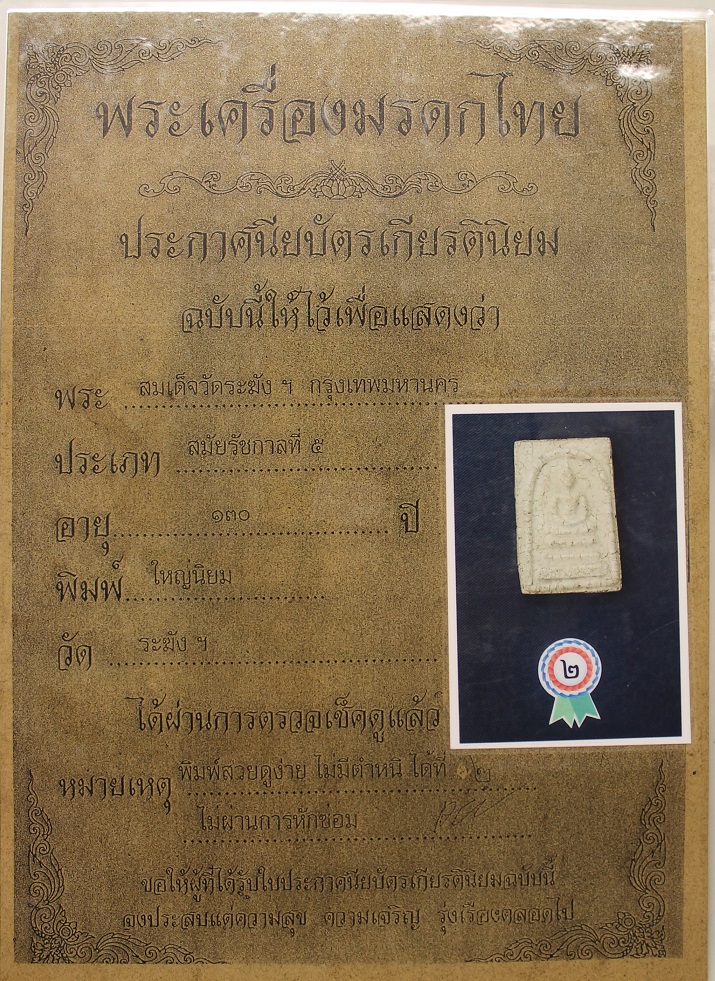 พระเครื่องมรดกไทย
ประกาศนียบัตรเกียรตินิยม
ฉบับนี้ให้ไว้เพื่อแสดงว่า
พระ สมเด็จวัดระฆัง ฯ กรุงเทพมหานคร
ประเภท สมัยรัชกาลที่ ๕
อายุ ๑๓๐ ปี
พิมพ์ ใหญ่นิยม
วัด ระฆัง ฯ
๒
ได้ผ่านการตรวจเช็คดูแล้ว
หมายเหตุ พิมพ์สวยดูง่าย ไม่มีตำหนิ ได้ที่ ๒
ไม่ผ่านการหักซ่อม
ขอให้ผู้ที่ได้รับใบประกาศนียบัตรเกียรตินิยมฉบับนี้
จงประสบแด่ความสุข ความเจริญ รุ่งเรืองตลอดไป